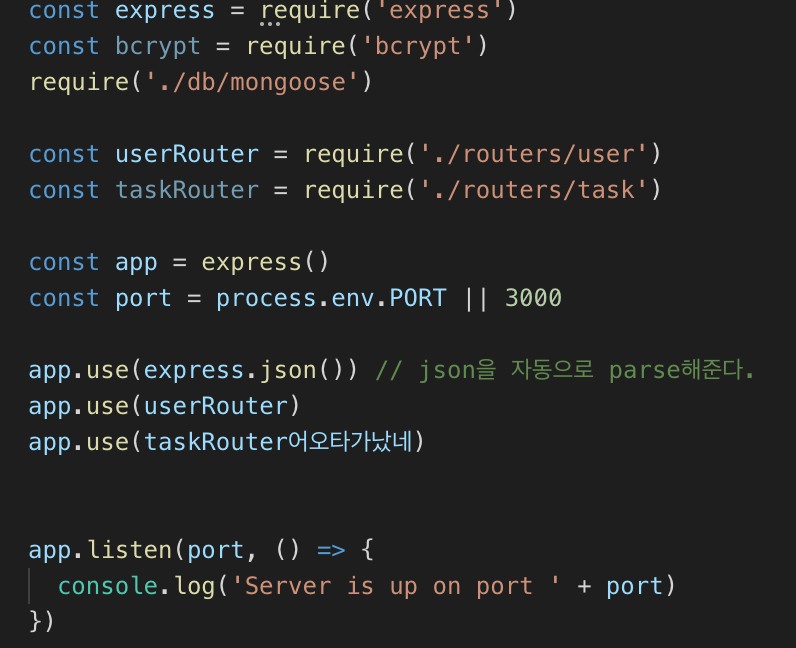 const express = require('express')
const bcrypt = require('bcrypt')
require('./db/mongoose')
const userRouter = require('./routers/user')
const taskRouter = require('./routers/task')
const app = express()
const port = process.env.PORT || 3000
app.use(express.json()) // json을 자동으로 parse해준다.
app.use(userRouter)
app.use(taskRouter어오타가났네)
app.listen(port, () => {
console.log('Server is up on port ' + port)
})